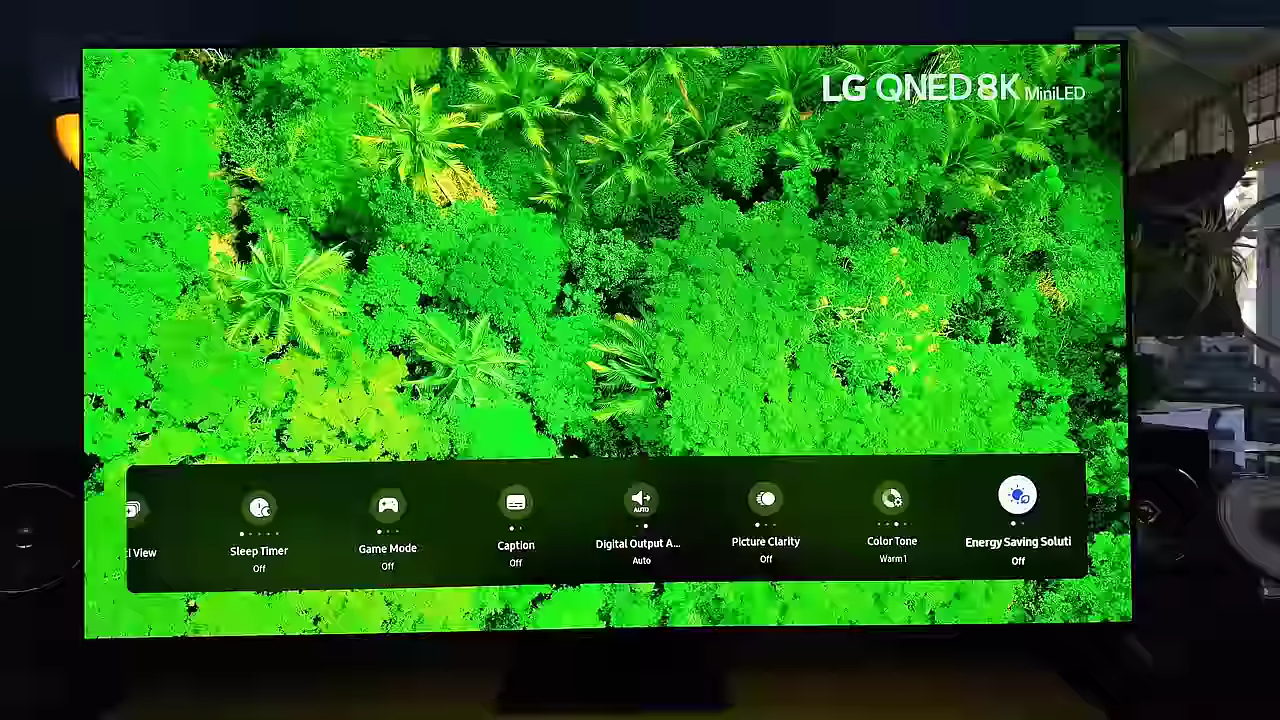 LG QNED 8K MiniLED
i View
Sleep Timer
Off
Game Mode
Off
Caption
Off
AUTO
Digital Output A...
Auto
Picture Clarity
Off
Color Tone
Warm1
Energy Saving Soluti
Off